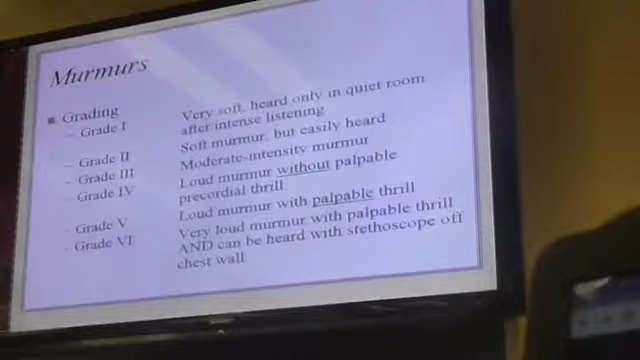 Murmurs
Grading
– Grade I Very soft, heard only in quiet room
after intense listening
– Grade II Soft murmur, but easily heard
– Grade III Moderate-intensity murmur
– Grade IV Loud murmur without palpable
precordial thrill
– Grade V Loud murmur with palpable thrill
– Grade VI Very loud murmur with palpable thrill
AND can be heard with stethoscope off
chest wall